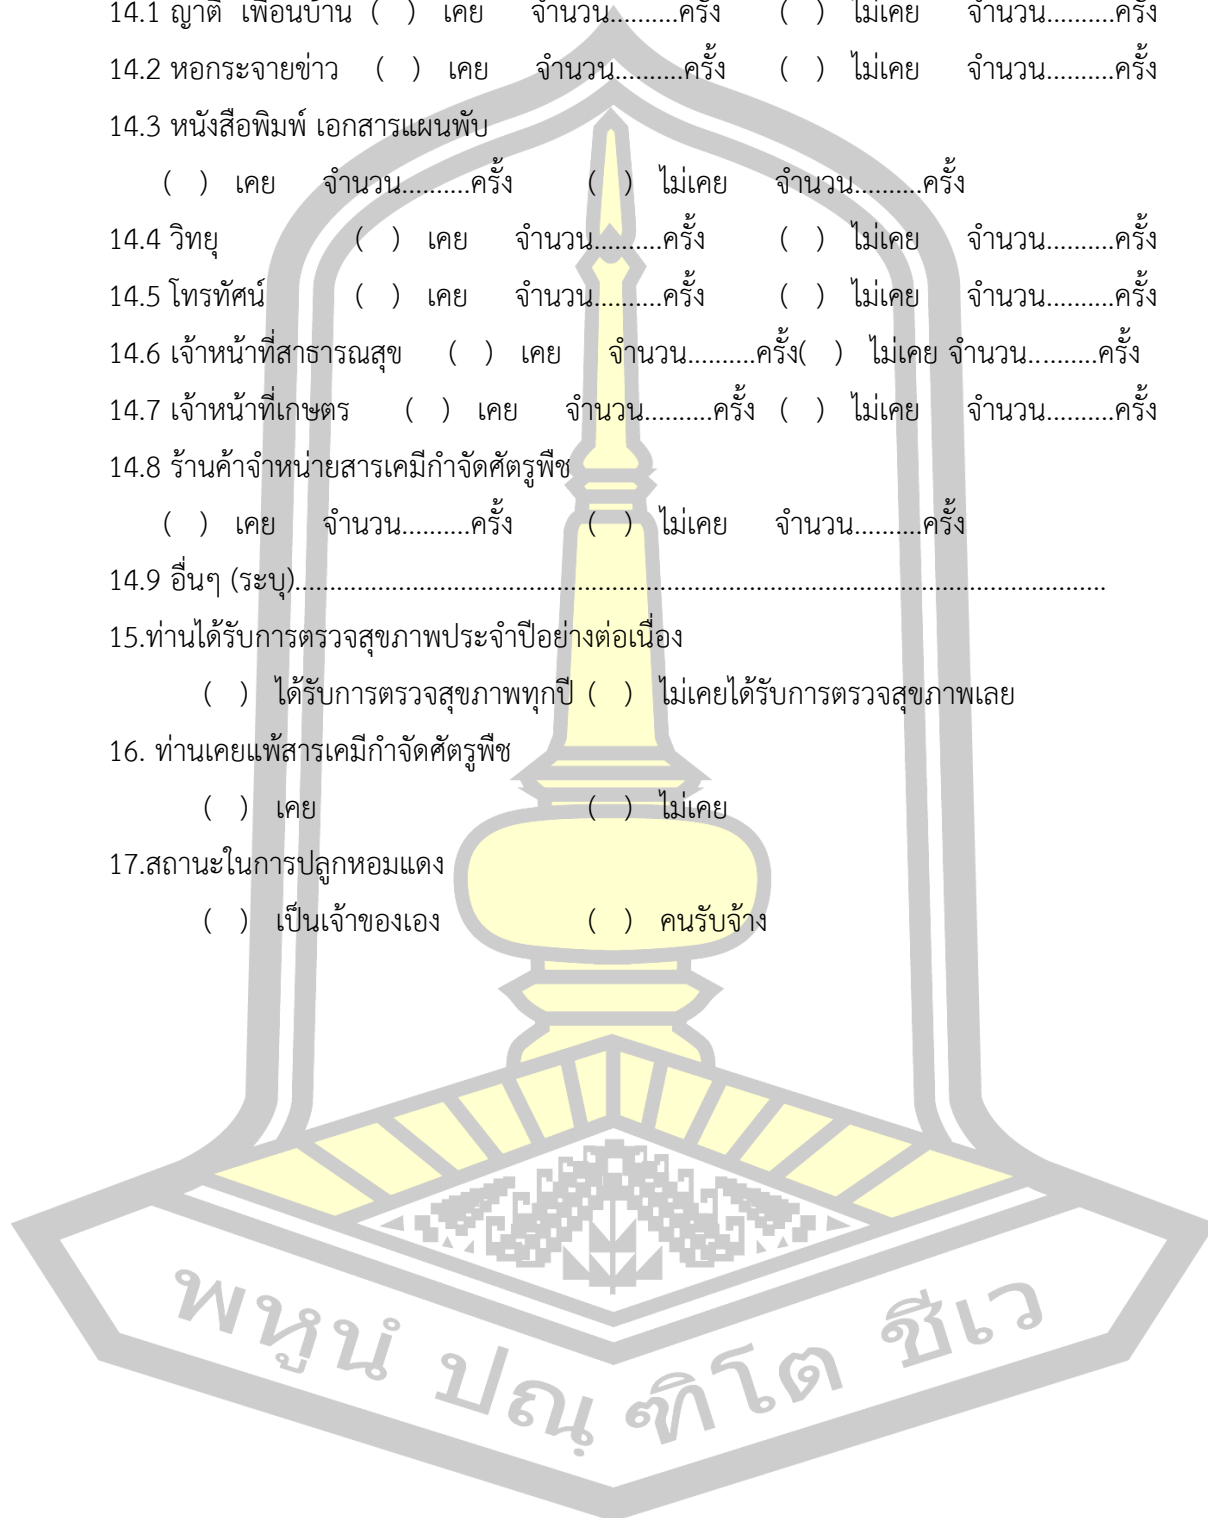 14.1 ญาติ เพื่อนบ้าน ( ) เคย จำนวน..........ครั้ง ( ) ไม่เคย จำนวน..........ครั้ง
14.2 หอกระจายข่าว ( ) เคย จำนวน..........ครั้ง ( ) ไม่เคย จำนวน..........ครั้ง
14.3 หนังสือพิมพ์ เอกสารแผนพับ
( ) เคย จำนวน..........ครั้ง ( ) ไม่เคย จำนวน..........ครั้ง
14.4 วิทยุ ( ) เคย จำนวน..........ครั้ง ( ) ไม่เคย จำนวน..........ครั้ง
14.5 โทรทัศน์ ( ) เคย จำนวน..........ครั้ง ( ) ไม่เคย จำนวน..........ครั้ง
14.6 เจ้าหน้าที่สาธารณสุข ( ) เคย จำนวน..........ครั้ง( ) ไม่เคย จำนวน..........ครั้ง
14.7 เจ้าหน้าที่เกษตร ( ) เคย จำนวน..........ครั้ง ( ) ไม่เคย จำนวน..........ครั้ง
14.8 ร้านค้าจำหน่ายสารเคมีกำจัดศัตรูพืช
( ) เคย จำนวน..........ครั้ง ( ) ไม่เคย จำนวน..........ครั้ง
14.9 อื่นๆ (ระบุ)........................................................................................................................
15.ท่านได้รับการตรวจสุขภาพประจำปีอย่างต่อเนื่อง
( ) ได้รับการตรวจสุขภาพทุกปี ( ) ไม่เคยได้รับการตรวจสุขภาพเลย
16. ท่านเคยแพ้สารเคมีกำจัดศัตรูพืช
( ) เคย ( ) ไม่เคย
17.สถานะในการปลูกหอมแดง
( ) เป็นเจ้าของเอง ( ) คนรับจ้าง
พหูนํ ปณฺ ฑิโต ชีเว